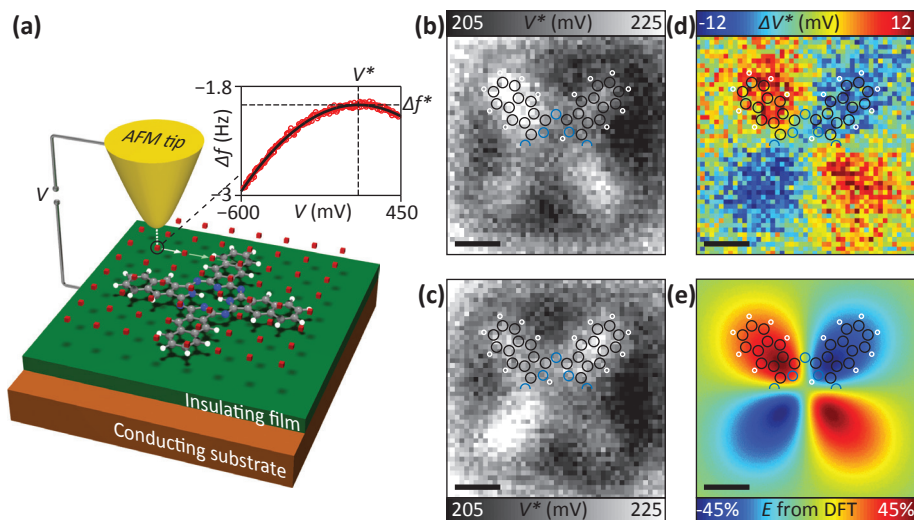 (a)
AFM tip
V
V*
−1.8
Δf*
Δf (Hz)
−3
−600
V (mV)
450
Insulating film
Conducting substrate
(b)
205 V* (mV) 225
(c)
205 V* (mV) 225
(d)
-12 ΔV* (mV) 12
(e)
-45% E from DFT 45%